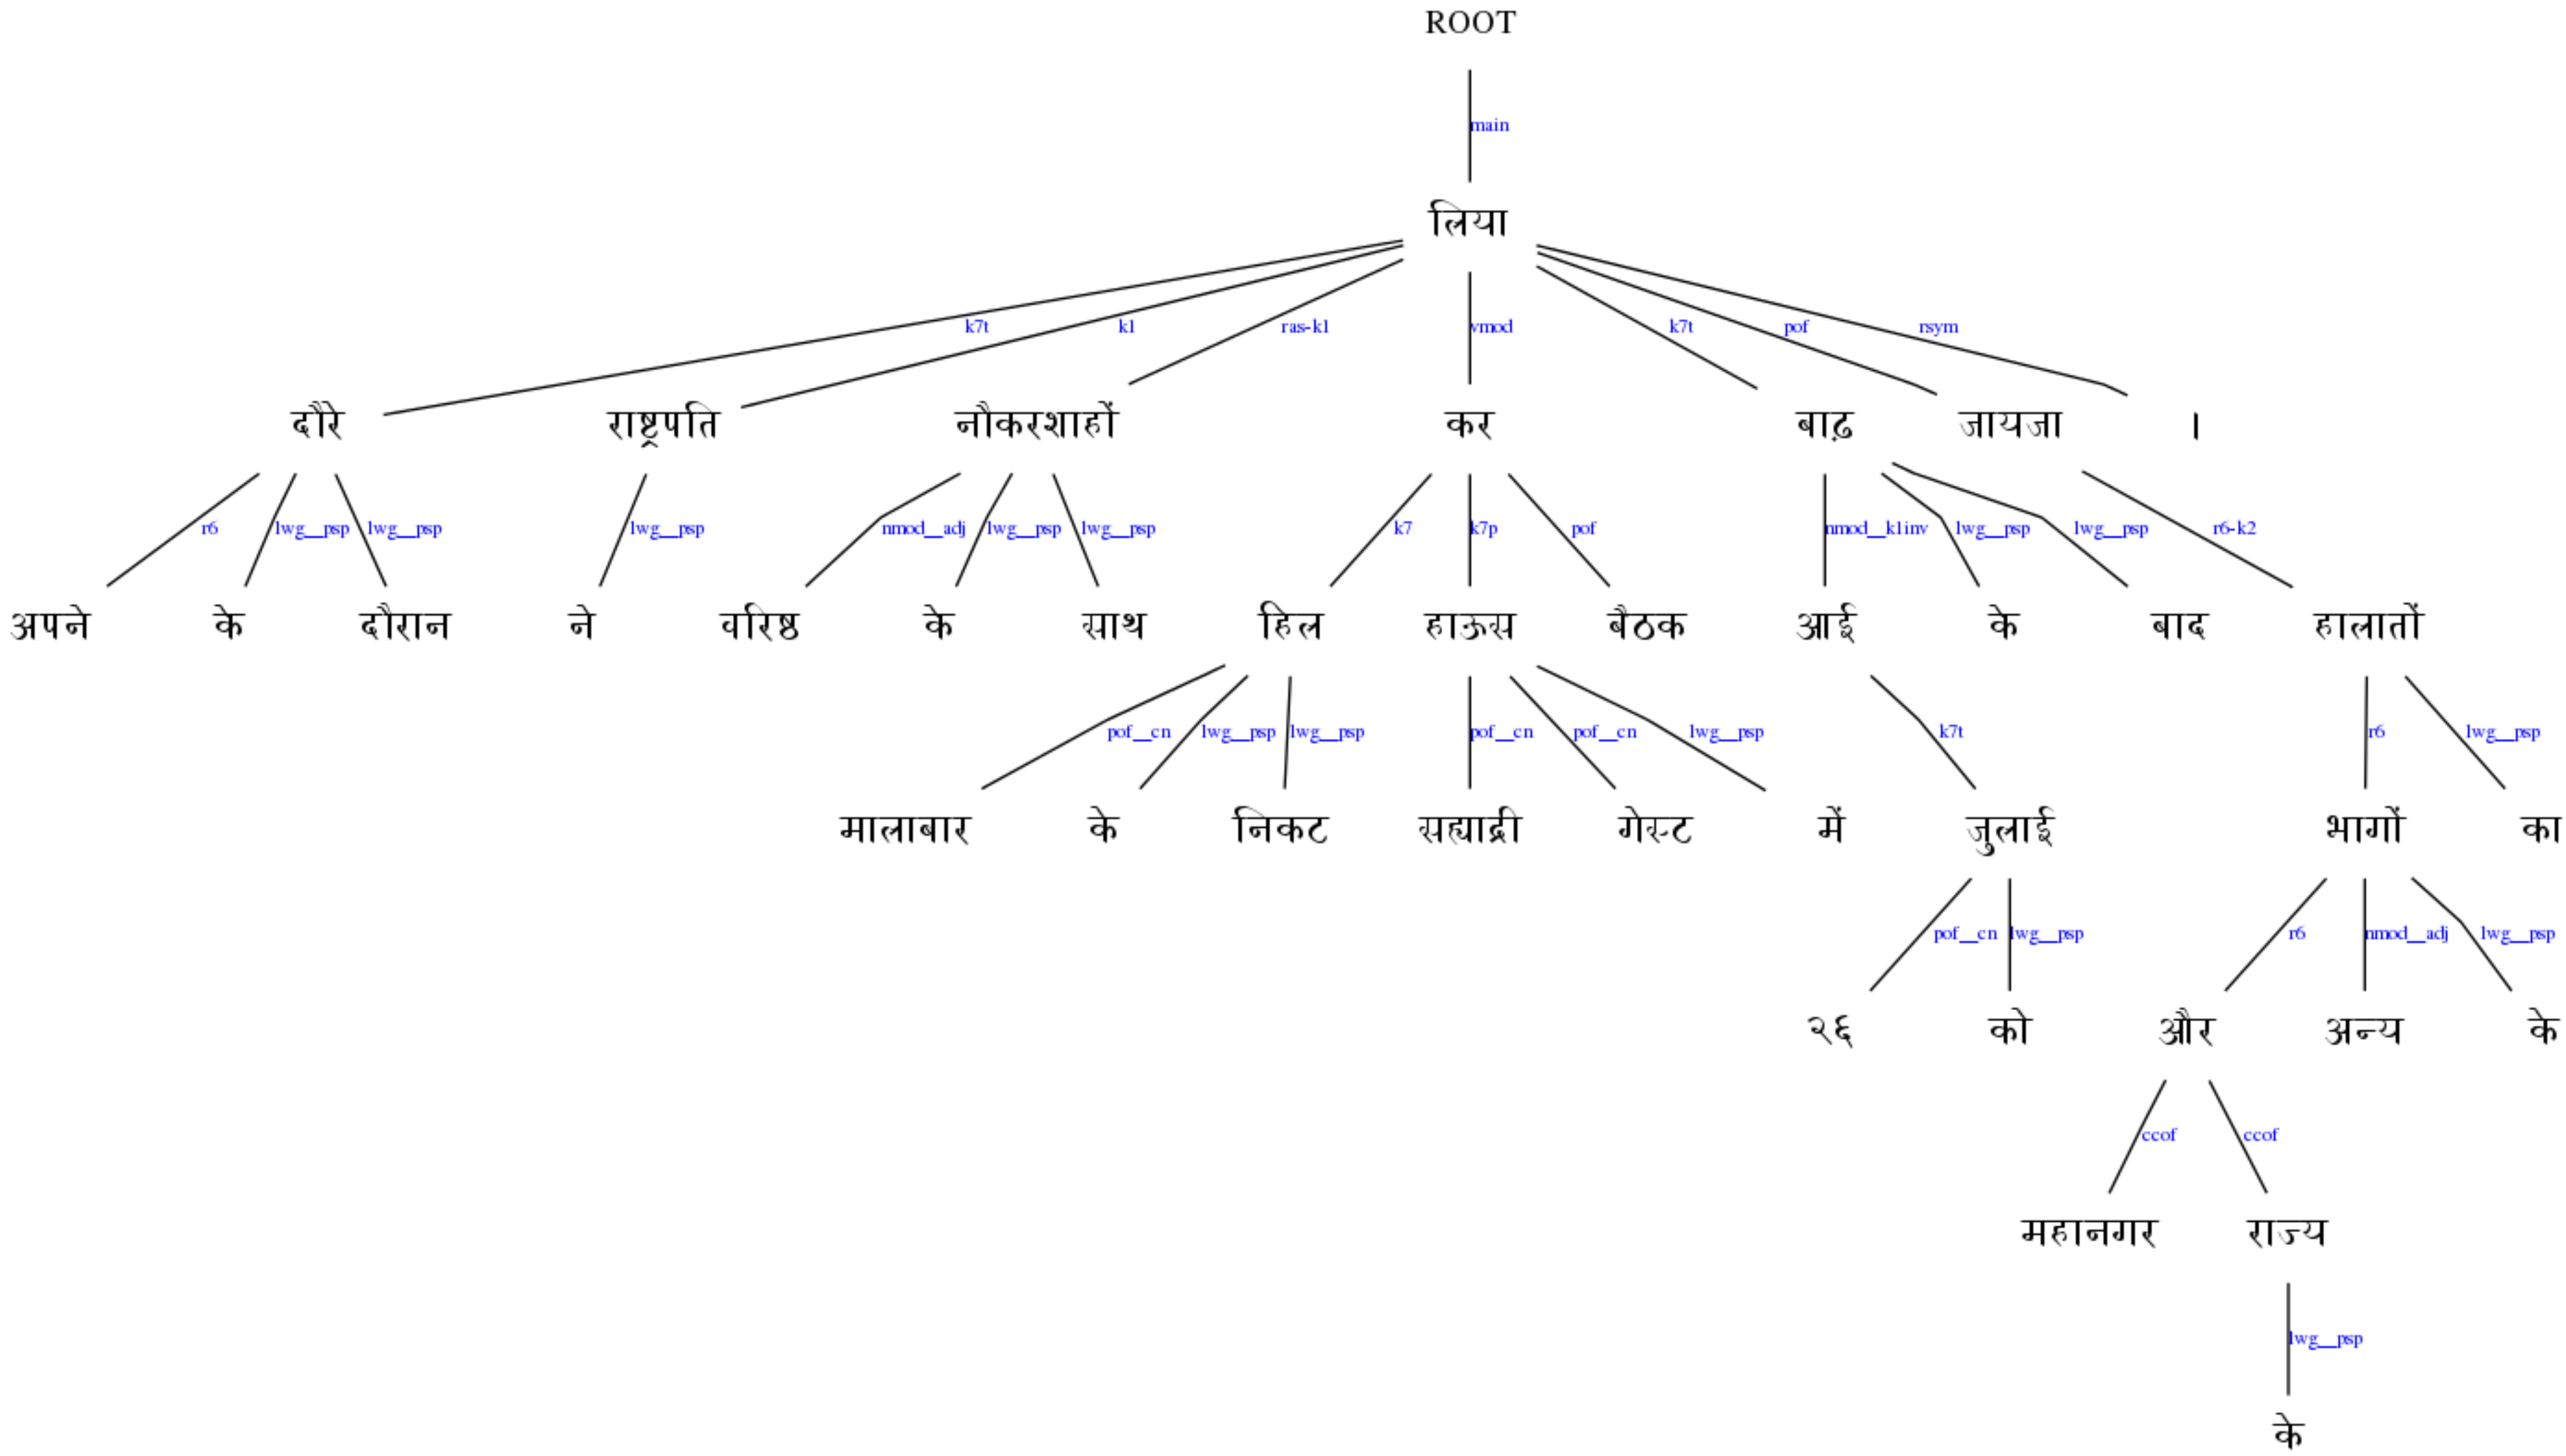 ROOT
main
लिया
k7t k1 ras-k1 vmod k7t pof rsym
दौरे राष्ट्रपति नौकरशाहों कर बाढ़ जायजा ।
r6 lwg__psp lwg__psp lwg__psp nmod__adj lwg__psp lwg__psp k7 k7p pof nmod__k1inv lwg__psp lwg__psp r6-k2
अपने के दौरान ने वरिष्ठ के साथ हिल हाऊस बैठक आई के बाद हालातों
pof__cn lwg__psp lwg__psp pof__cn pof__cn lwg__psp k7t r6 lwg__psp
मालाबार के निकट सह्याद्री गेस्ट में जुलाई भागों का
pof__cn lwg__psp r6 nmod__adj lwg__psp
२६ को और अन्य के
ccof ccof
महानगर राज्य
lwg__psp
के